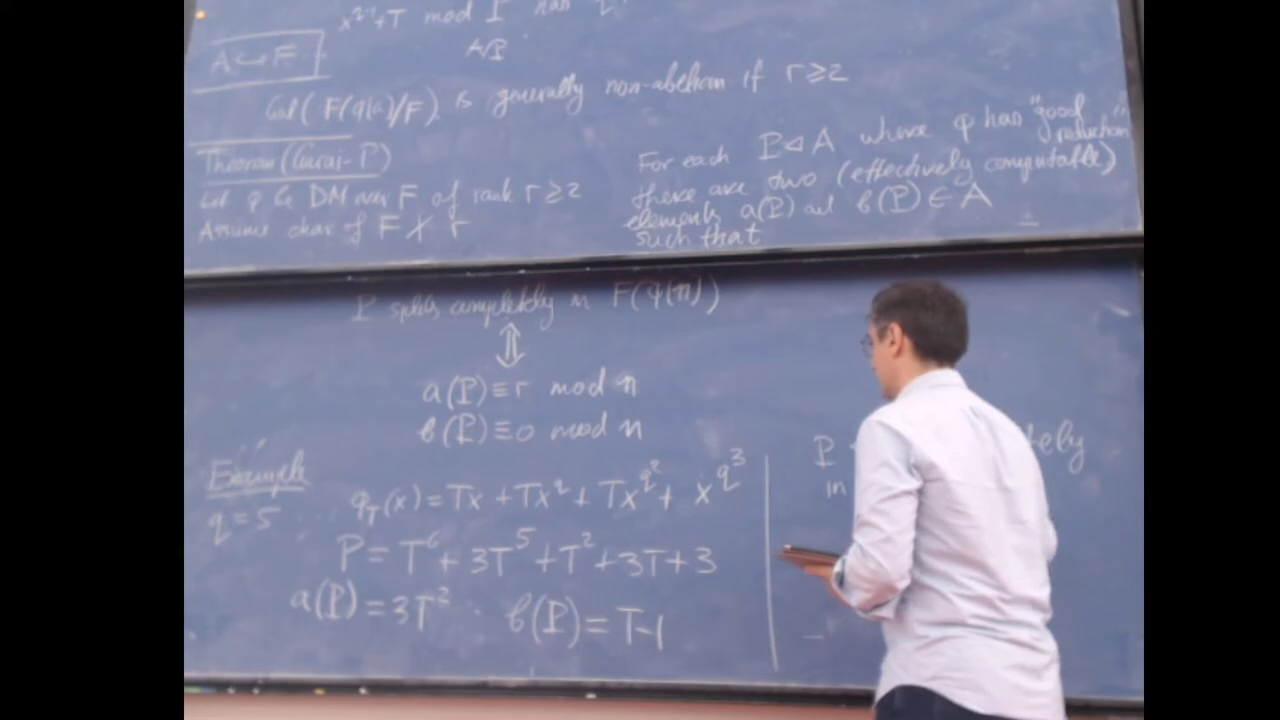 x^{q^2-1}+T mod P has
A/P
A↪F
Gal(F(φ[a])/F) is generally non-abelian if r≥2
Theorem (Garai-P)
Let φ be DM over F of rank r≥2
Assume char of F ∤ r
For each P◁A where φ has "good reduction"
there are two (effectively computable)
elements a(P) and b(P) ∈ A
such that
P splits completely in F(φ[n])
⇕
a(P)≡r mod n
b(P)≡0 mod n
Example
q=5
φ_T(x)=Tx+Tx^q+Tx^{q^2}+x^{q^3}
P=T^6+3T^5+T^2+3T+3
a(P)=3T^2
b(P)=T-1
P
in